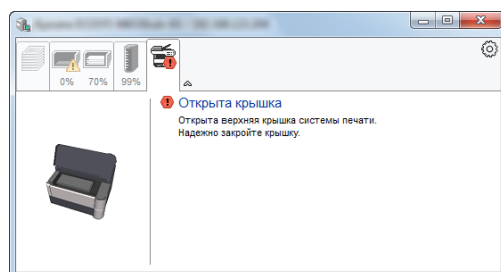 0%
70%
99%
Открыта крышка
Открыта верхняя крышка системы печати.
Надежно закройте крышку.